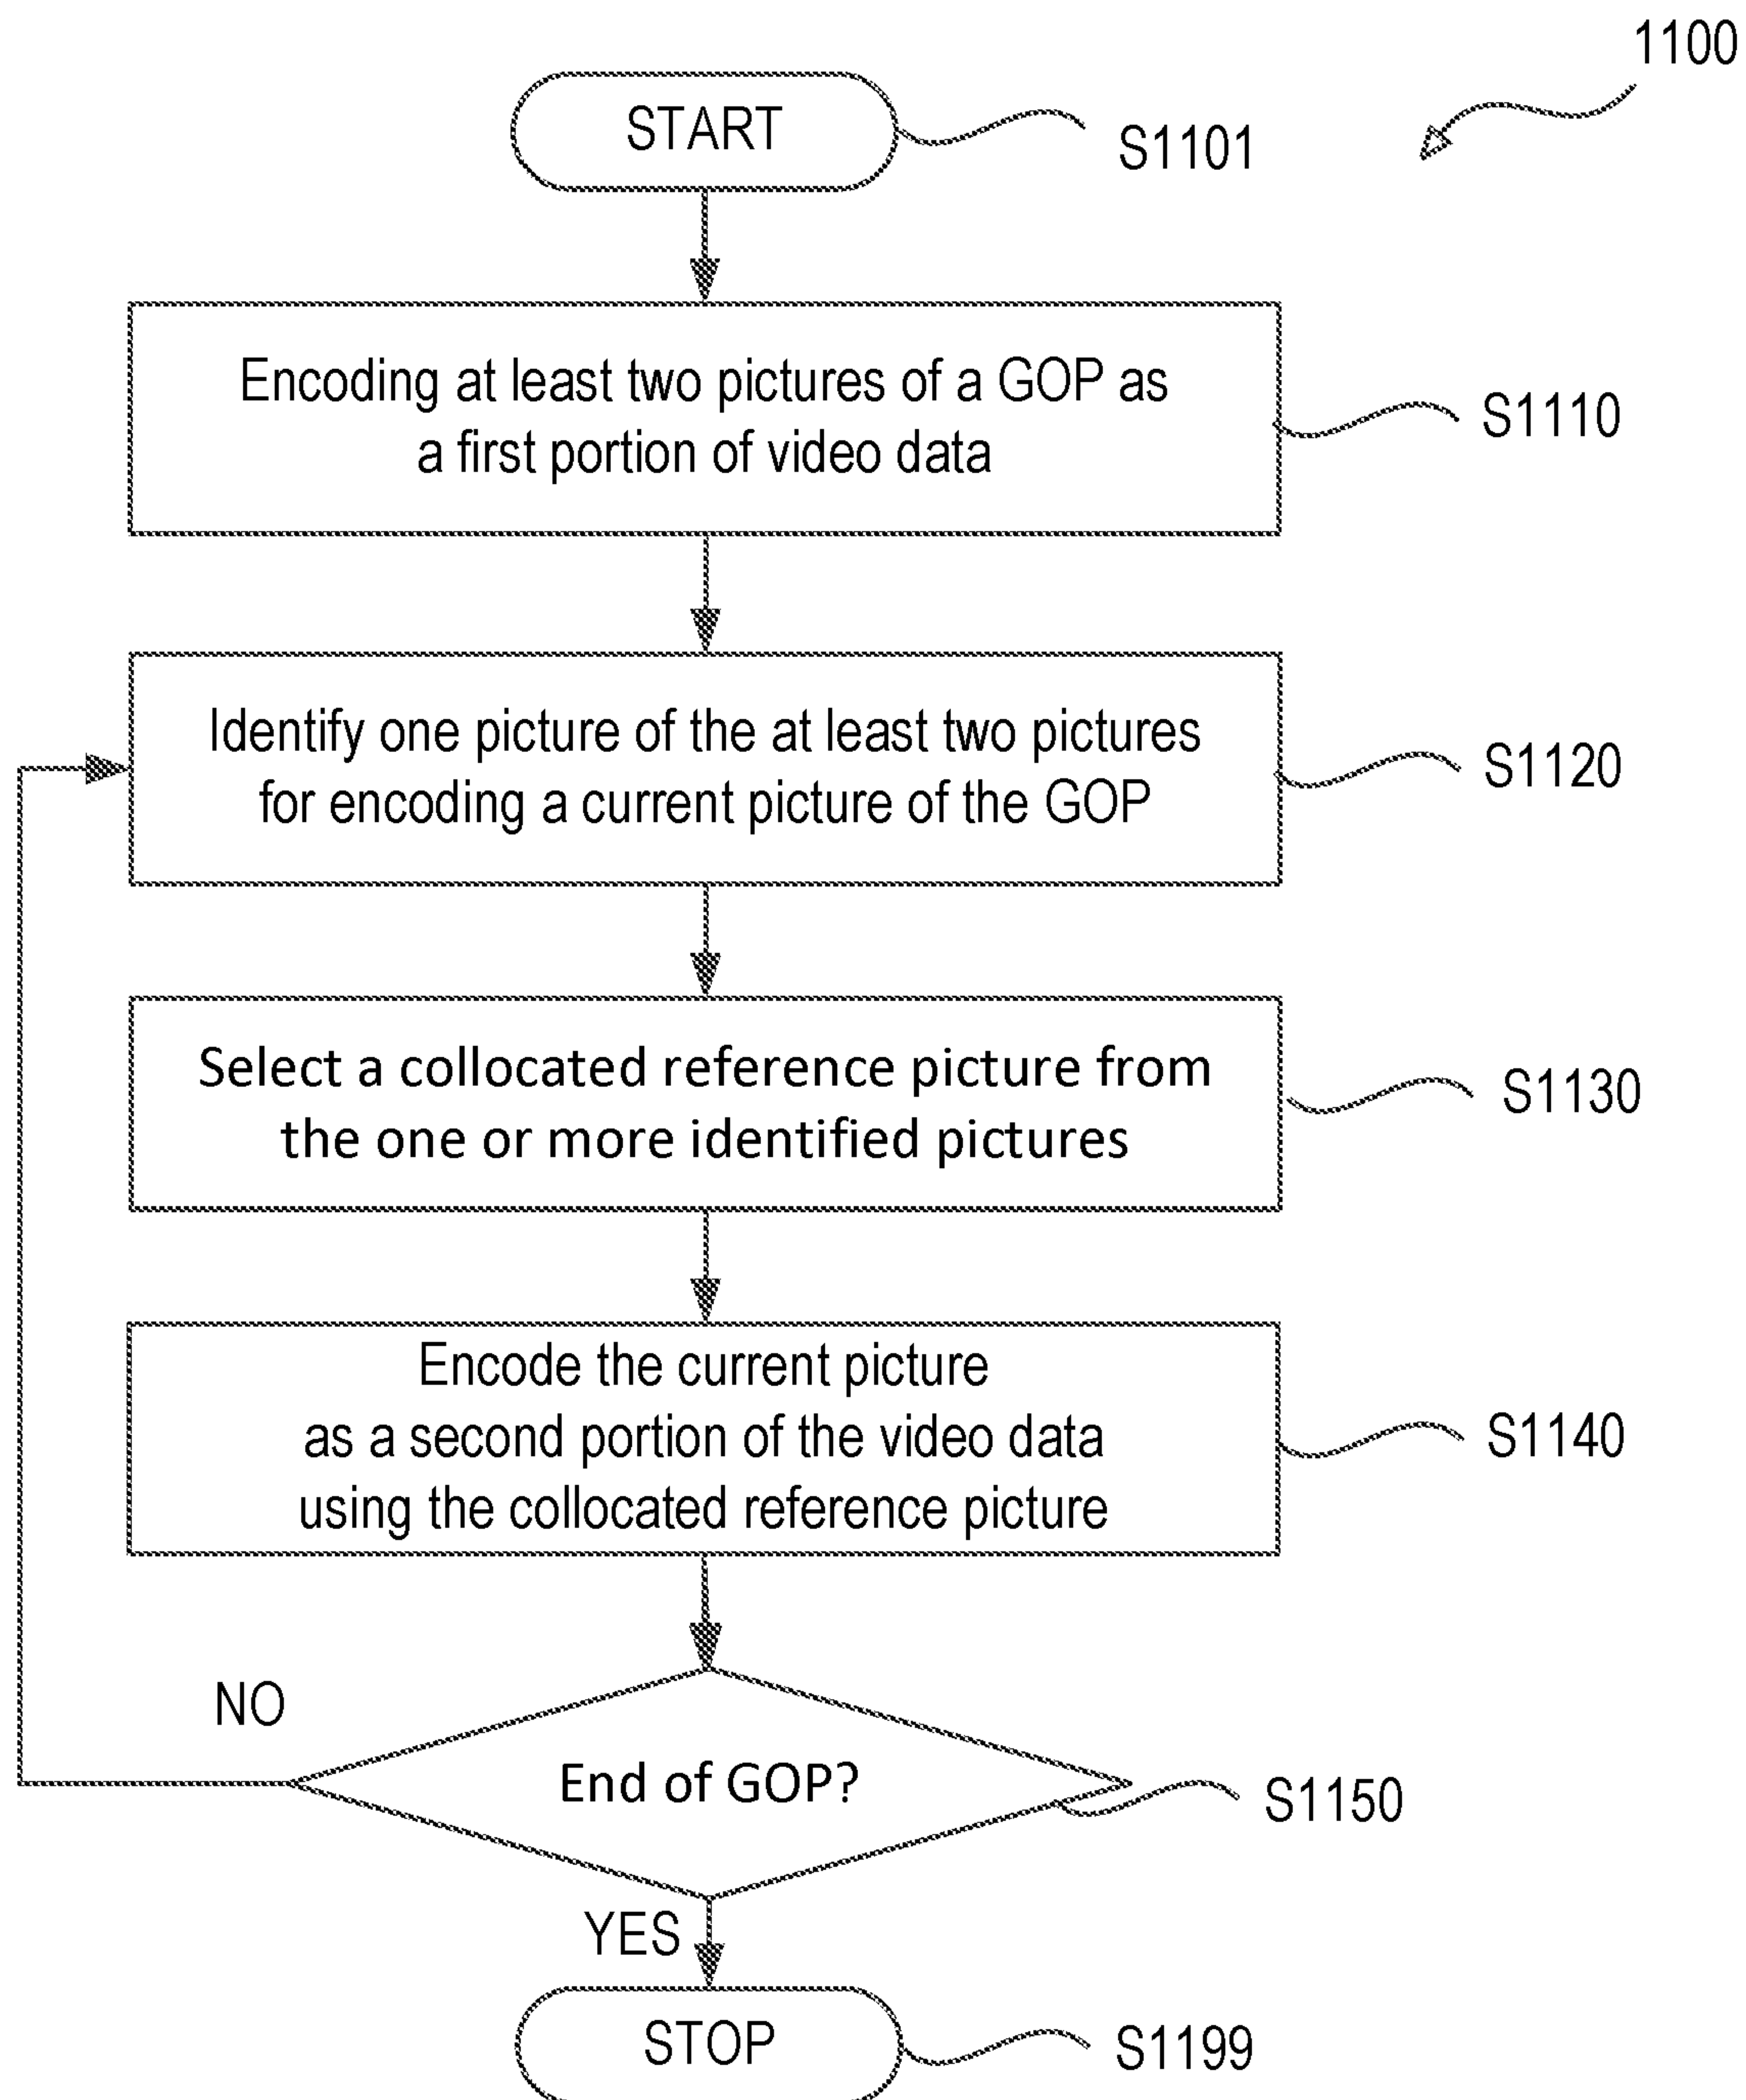 1100
START
S1101
Encoding at least two pictures of a GOP as
a first portion of video data
S1110
Identify one picture of the at least two pictures
for encoding a current picture of the GOP
S1120
Select a collocated reference picture from
the one or more identified pictures
S1130
Encode the current picture
as a second portion of the video data
using the collocated reference picture
S1140
NO
End of GOP?
S1150
YES
STOP
S1199